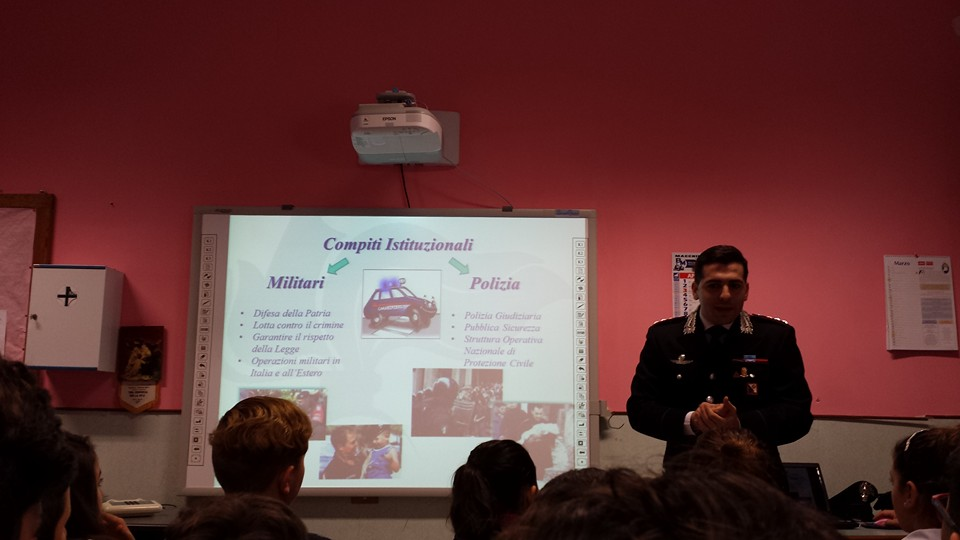 EPSON
Compiti Istituzionali
Militari
Polizia
• Difesa della Patria
• Lotta contro il crimine
• Garantire il rispetto
della Legge
• Operazioni militari in
Italia e all'Estero
• Polizia Giudiziaria
• Pubblica Sicurezza
• Struttura Operativa
Nazionale di
Protezione Civile